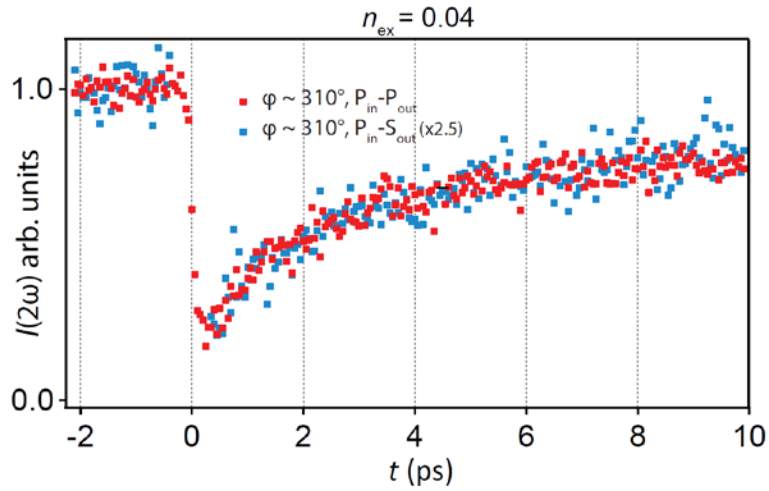 n_ex = 0.04
1.0
φ ~ 310°, P_in-P_out
φ ~ 310°, P_in-S_out (x2.5)
I(2ω) arb. units
0.0
-2 0 2 4 6 8 10
t (ps)